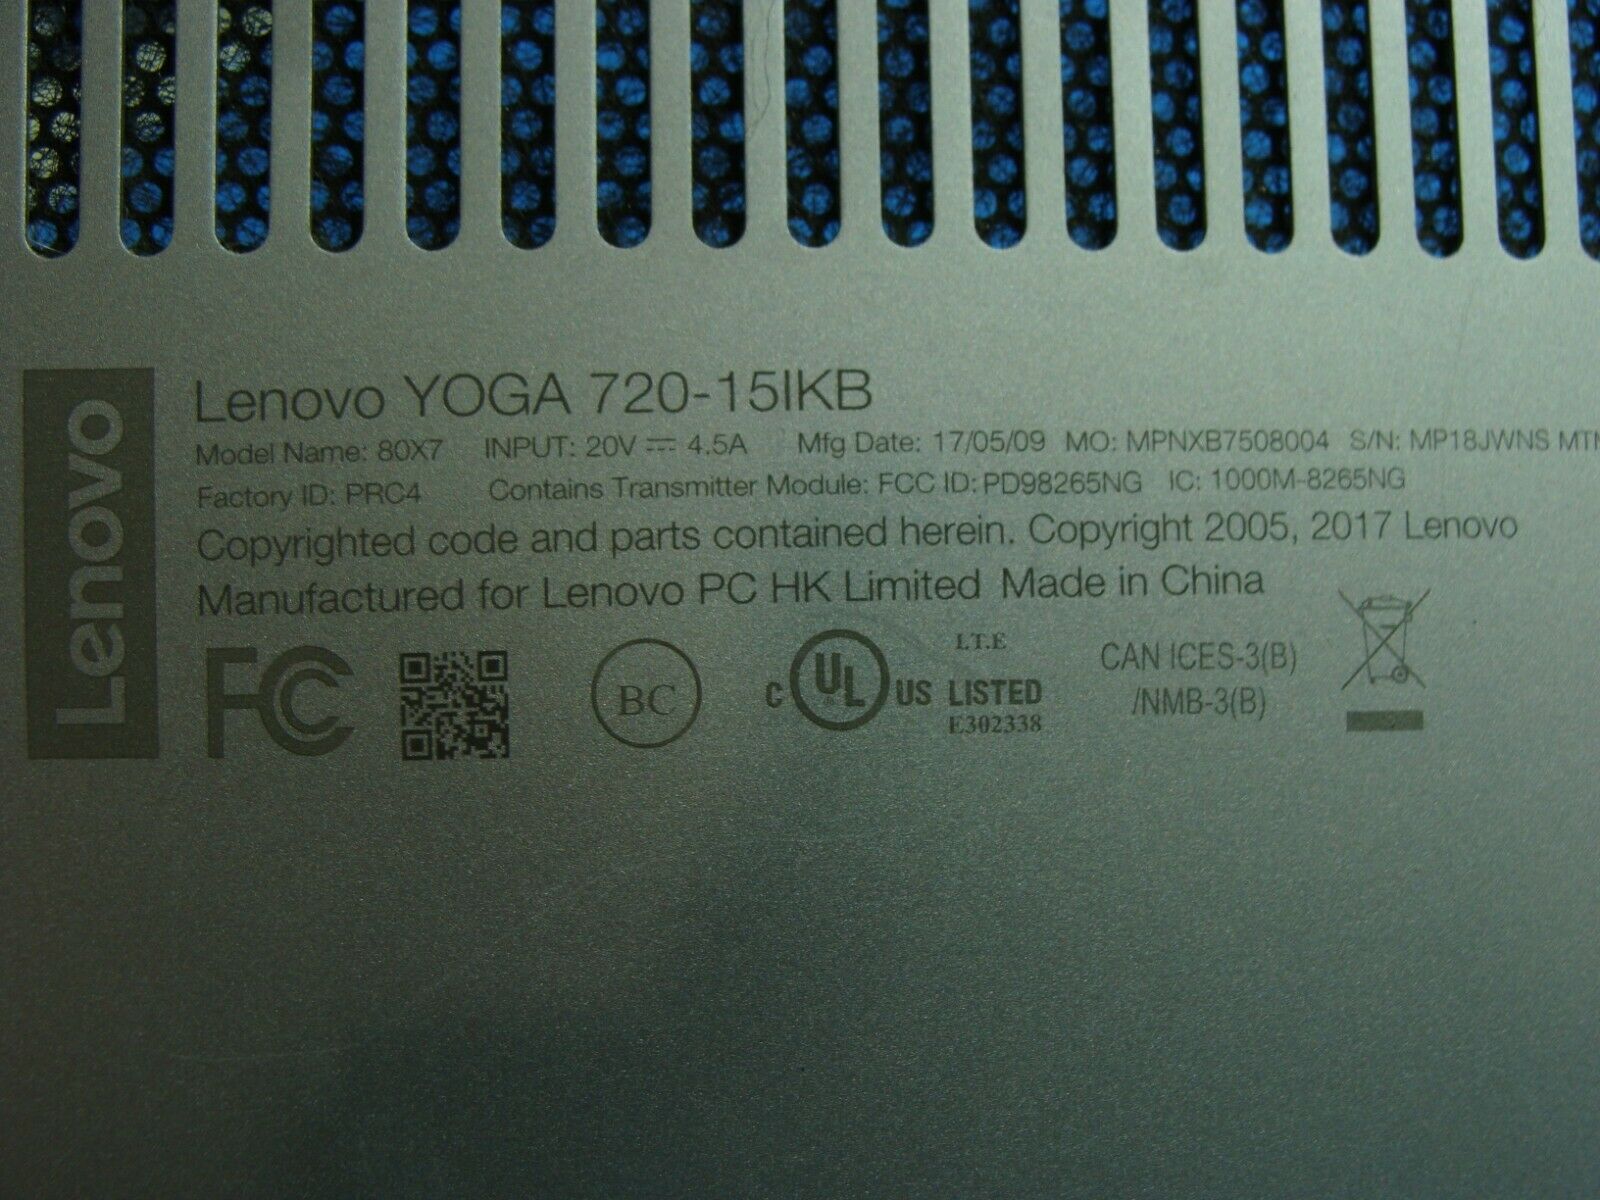 Lenovo
Lenovo YOGA 720-15IKB
Model Name: 80X7 INPUT: 20V ⎓ 4.5A Mfg Date: 17/05/09 MO: MPNXB7508004 S/N: MP18JWNS
Factory ID: PRC4 Contains Transmitter Module: FCC ID: PD98265NG IC: 1000M-8265NG
Copyrighted code and parts contained herein. Copyright 2005, 2017 Lenovo
Manufactured for Lenovo PC HK Limited Made in China
FC BC c UL US LISTED
I.T.E
E302338
CAN ICES-3(B)
/NMB-3(B)